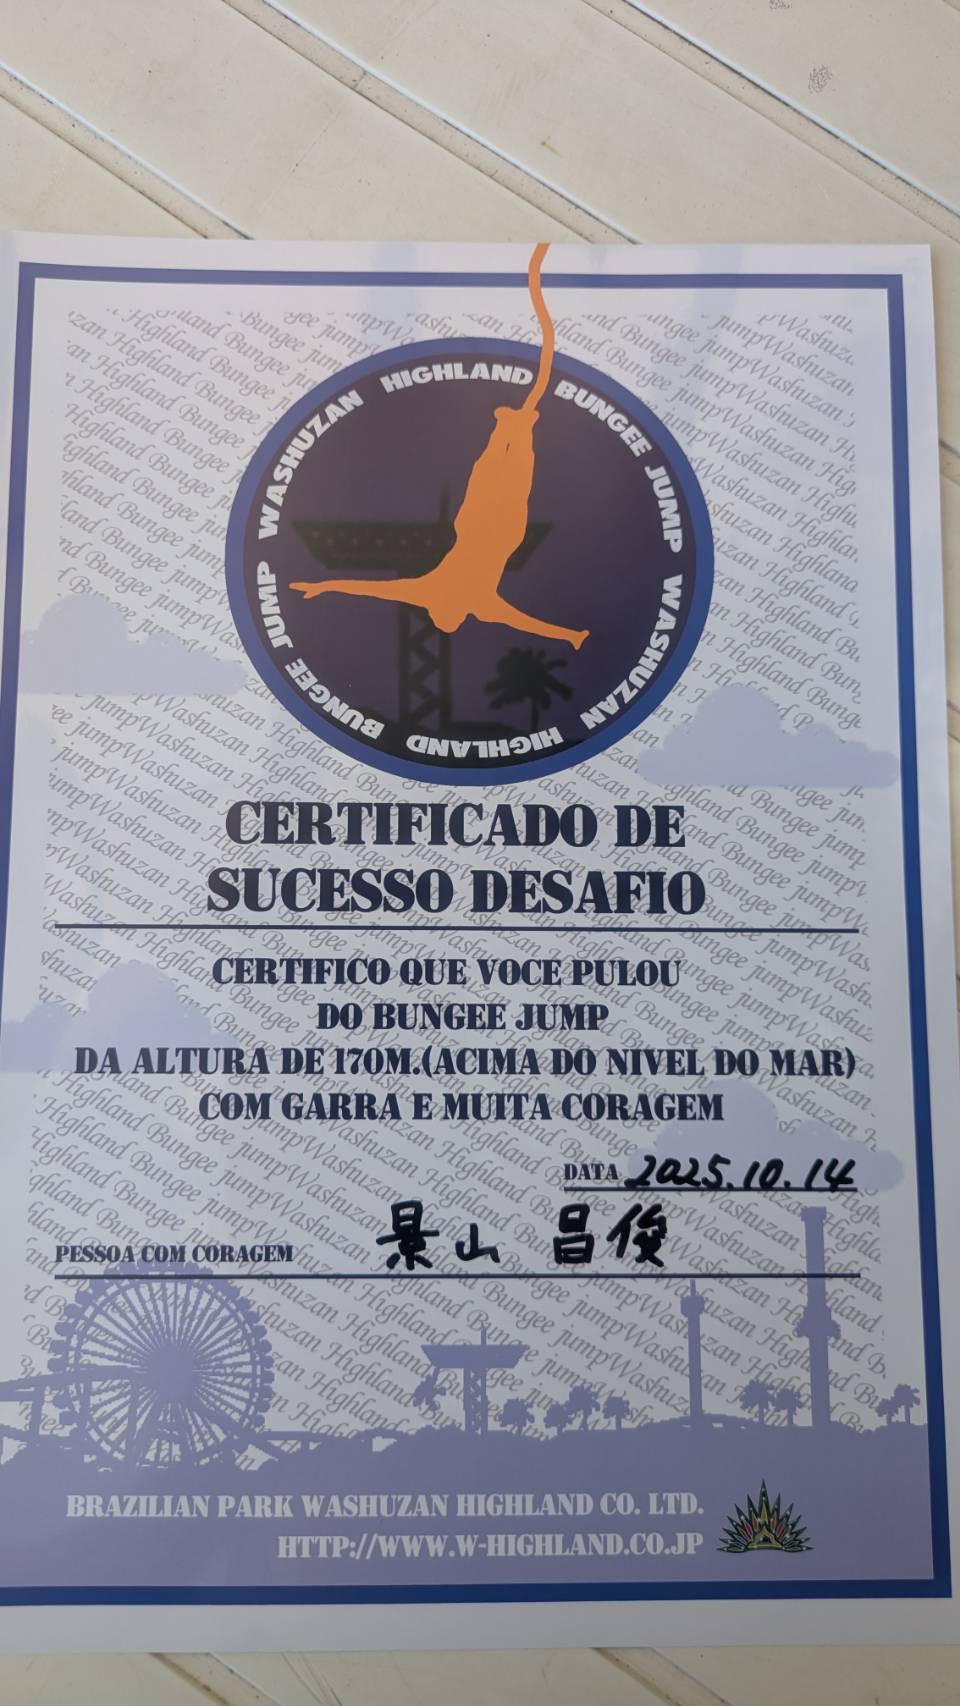 WASHUZAN HIGHLAND BUNGEE JUMP WASHUZAN HIGHLAND BUNGEE JUMP
CERTIFICADO DE
SUCESSO DESAFIO
CERTIFICO QUE VOCE PULOU
DO BUNGEE JUMP
DA ALTURA DE 170M.(ACIMA DO NIVEL DO MAR)
COM GARRA E MUITA CORAGEM
DATA 2025.10.14
PESSOA COM CORAGEM 景山 昌俊
BRAZILIAN PARK WASHUZAN HIGHLAND CO. LTD.
HTTP://WWW.W-HIGHLAND.CO.JP